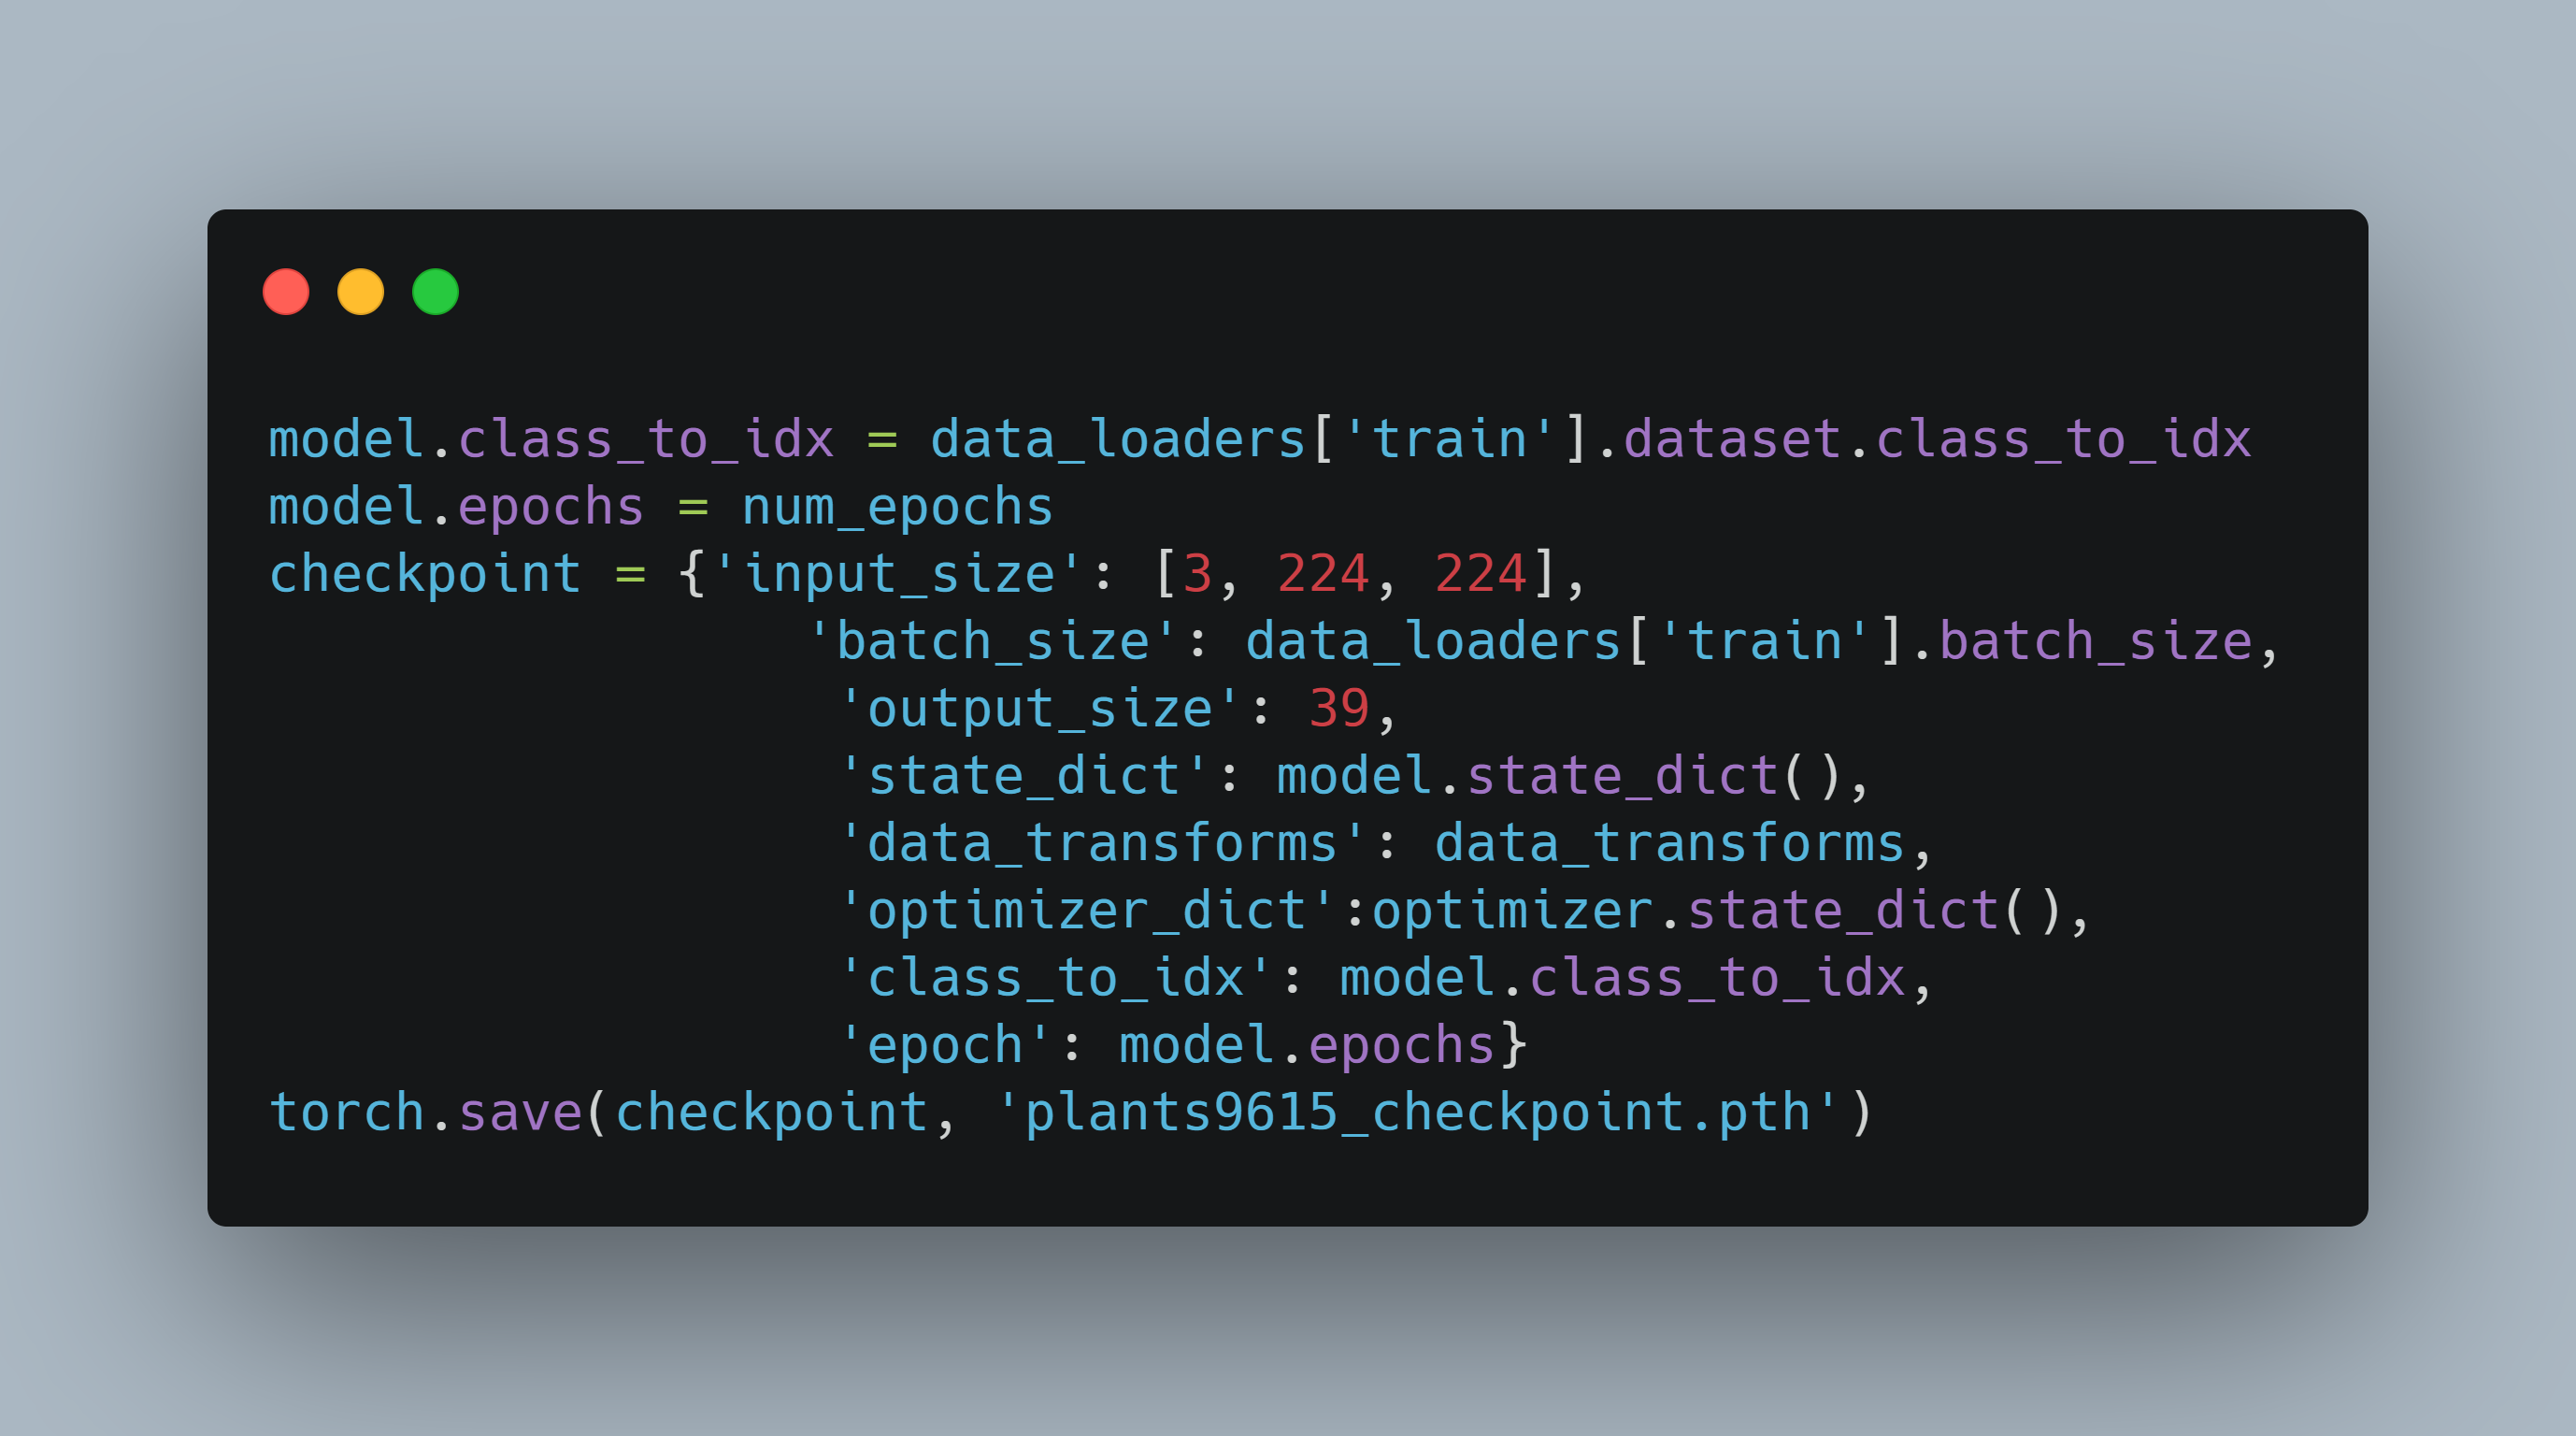 model.class_to_idx = data_loaders['train'].dataset.class_to_idx
model.epochs = num_epochs
checkpoint = {'input_size': [3, 224, 224],
                 'batch_size': data_loaders['train'].batch_size,
                  'output_size': 39,
                  'state_dict': model.state_dict(),
                  'data_transforms': data_transforms,
                  'optimizer_dict':optimizer.state_dict(),
                  'class_to_idx': model.class_to_idx,
                  'epoch': model.epochs}
torch.save(checkpoint, 'plants9615_checkpoint.pth')